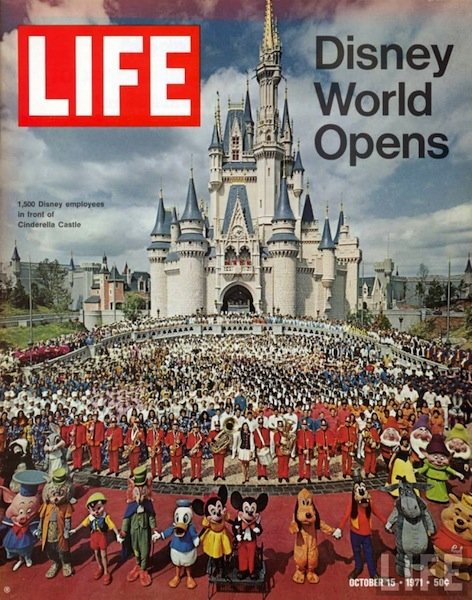 LIFE
Disney
World
Opens
1,500 Disney employees
in front of
Cinderella Castle
OCTOBER 15 • 1971 • 50¢
LIFE
®